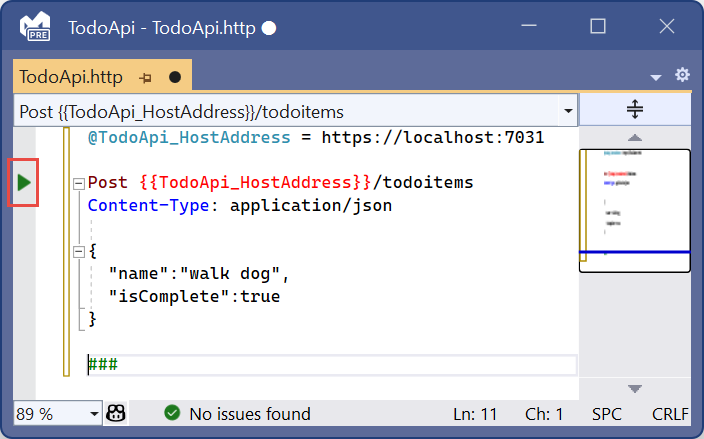 PRE
TodoApi - TodoApi.http
TodoApi.http
Post {{TodoApi_HostAddress}}/todoitems
@TodoApi_HostAddress = https://localhost:7031
Post {{TodoApi_HostAddress}}/todoitems
Content-Type: application/json
{
"name":"walk dog",
"isComplete":true
}
###
89 %
No issues found
Ln: 11
Ch: 1
SPC
CRLF